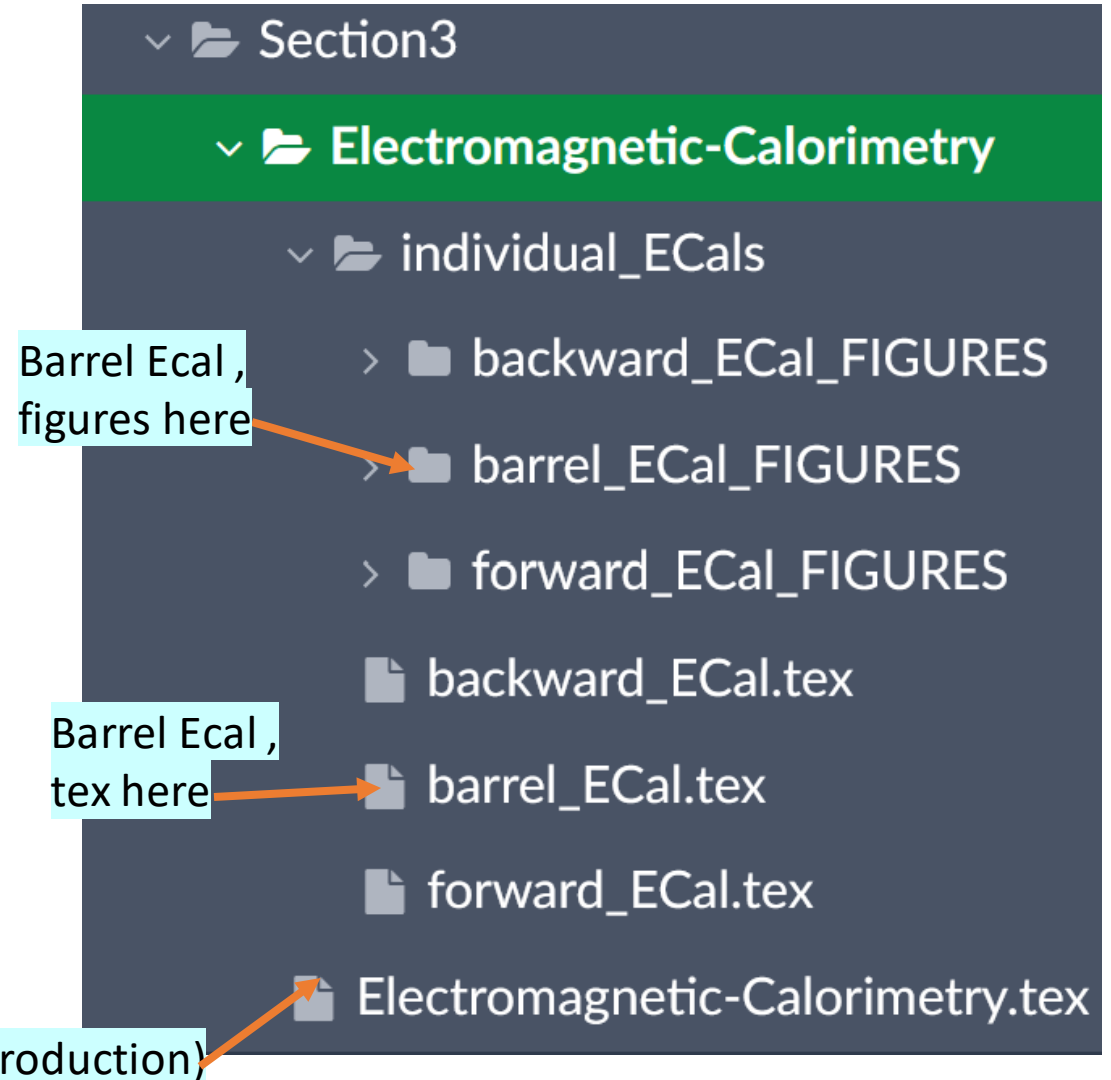 Section3
Electromagnetic-Calorimetry
individual_ECals
Barrel Ecal ,
figures here
backward_ECal_FIGURES
barrel_ECal_FIGURES
forward_ECal_FIGURES
backward_ECal.tex
Barrel Ecal ,
tex here
barrel_ECal.tex
forward_ECal.tex
Electromagnetic-Calorimetry.tex
roduction)